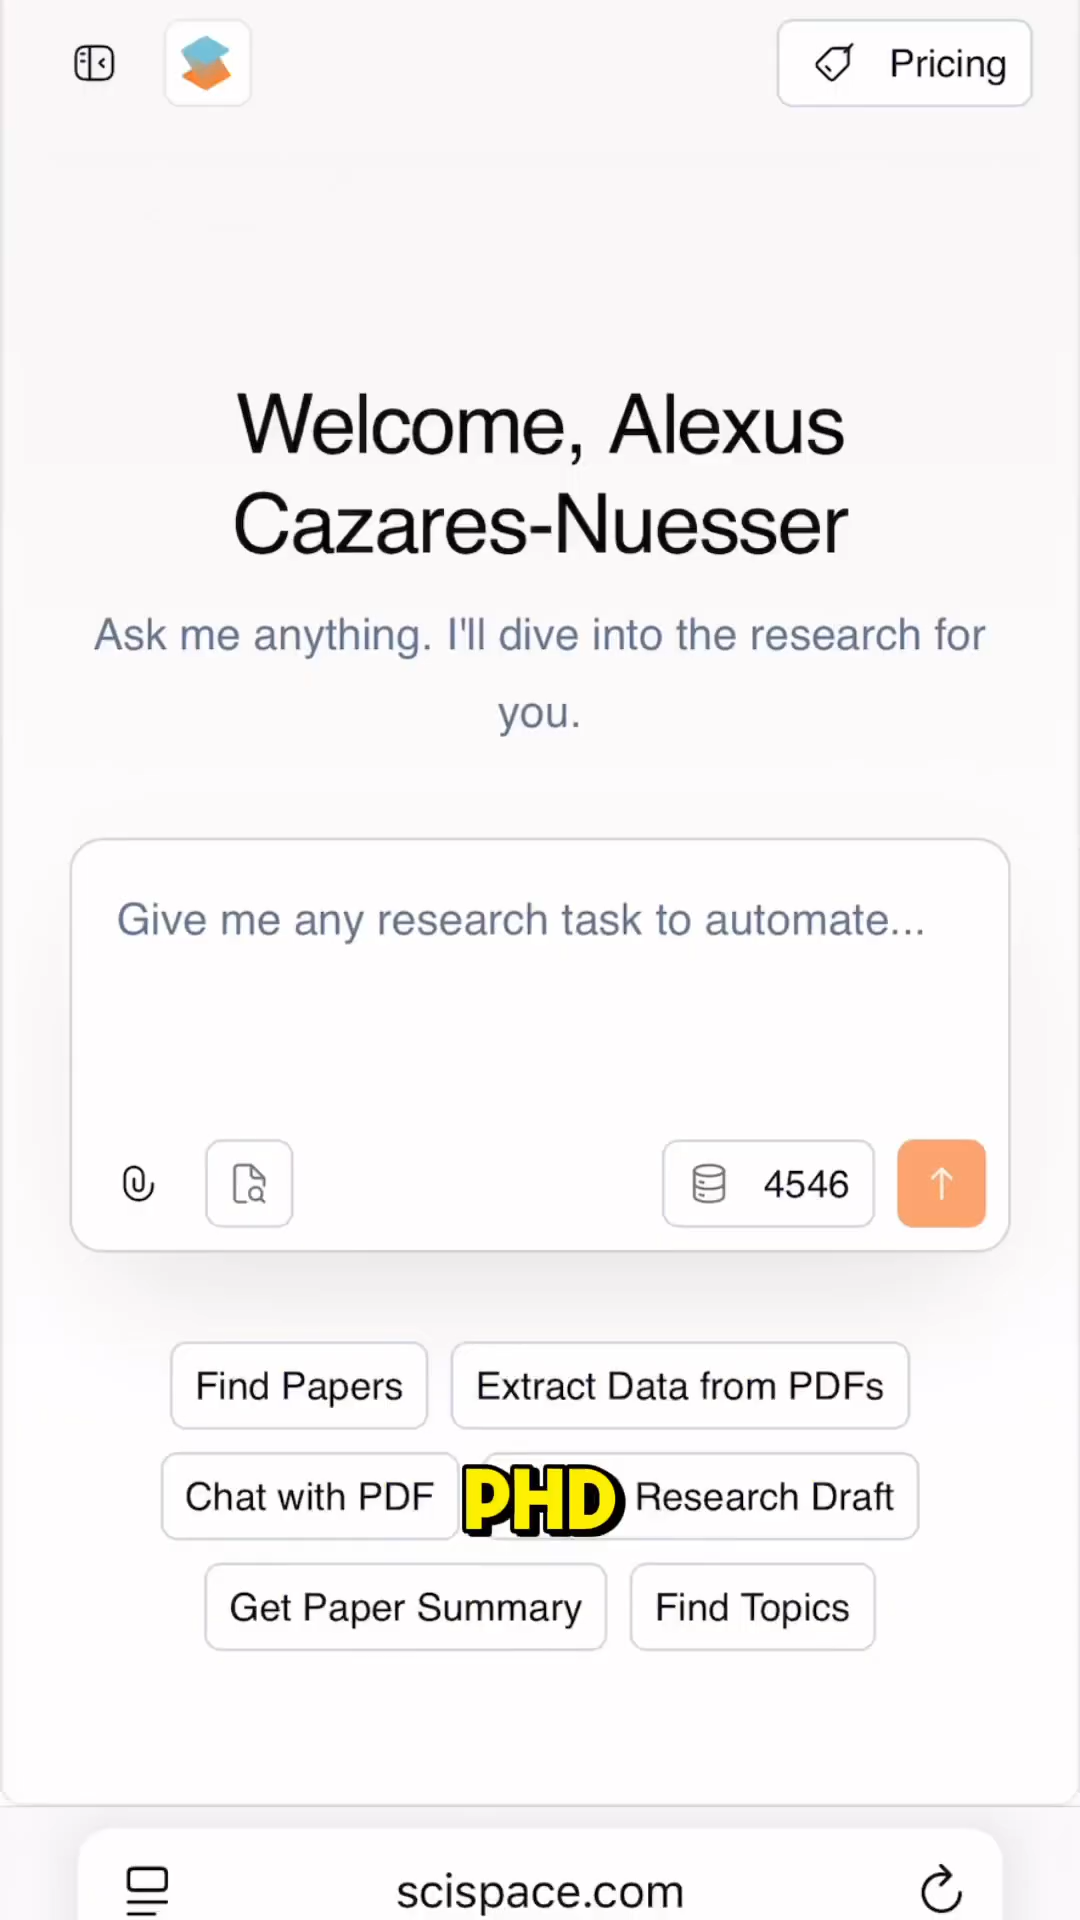 Pricing
Welcome, Alexus
Cazares-Nuesser
Ask me anything. I'll dive into the research for
you.
Give me any research task to automate...
4546
Find Papers
Extract Data from PDFs
Chat with PDF
PHD
Research Draft
Get Paper Summary
Find Topics
scispace.com